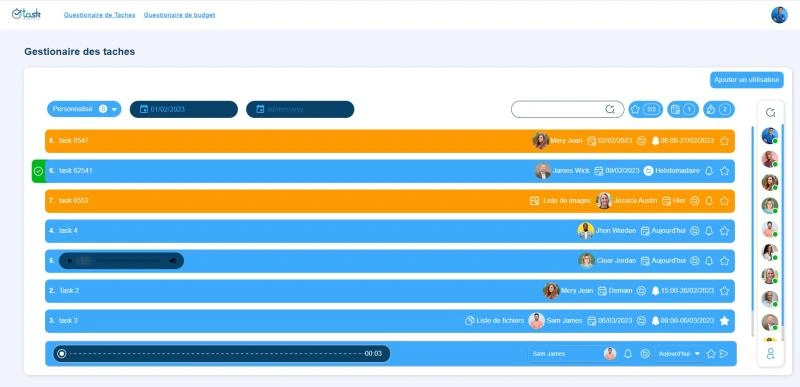 task
Questionaire de Taches Questionaire de budget
Gestionaire des taches
Ajouter un utilisateur
Personnalisé 8 01/02/2023 dd/mm/yyyy 7/2 1 2
8. task 6547 Mery Jean 02/02/2023 08:00-27/02/2023
6. task 62541 James Wick 09/02/2023 Hebdomadaire
7. task 6552 Liste de images Jessica Austin Hier
4. task 4 Jhon Warden Aujourd'hui
5. Clear Jordan Aujourd'hui
2. Task 2 Mery Jean Demain 15:00-26/02/2023
3. task 3 Liste de fichiers Sam James 06/03/2023 08:00-06/03/2023
00:03 Sam James Aujourd'hui